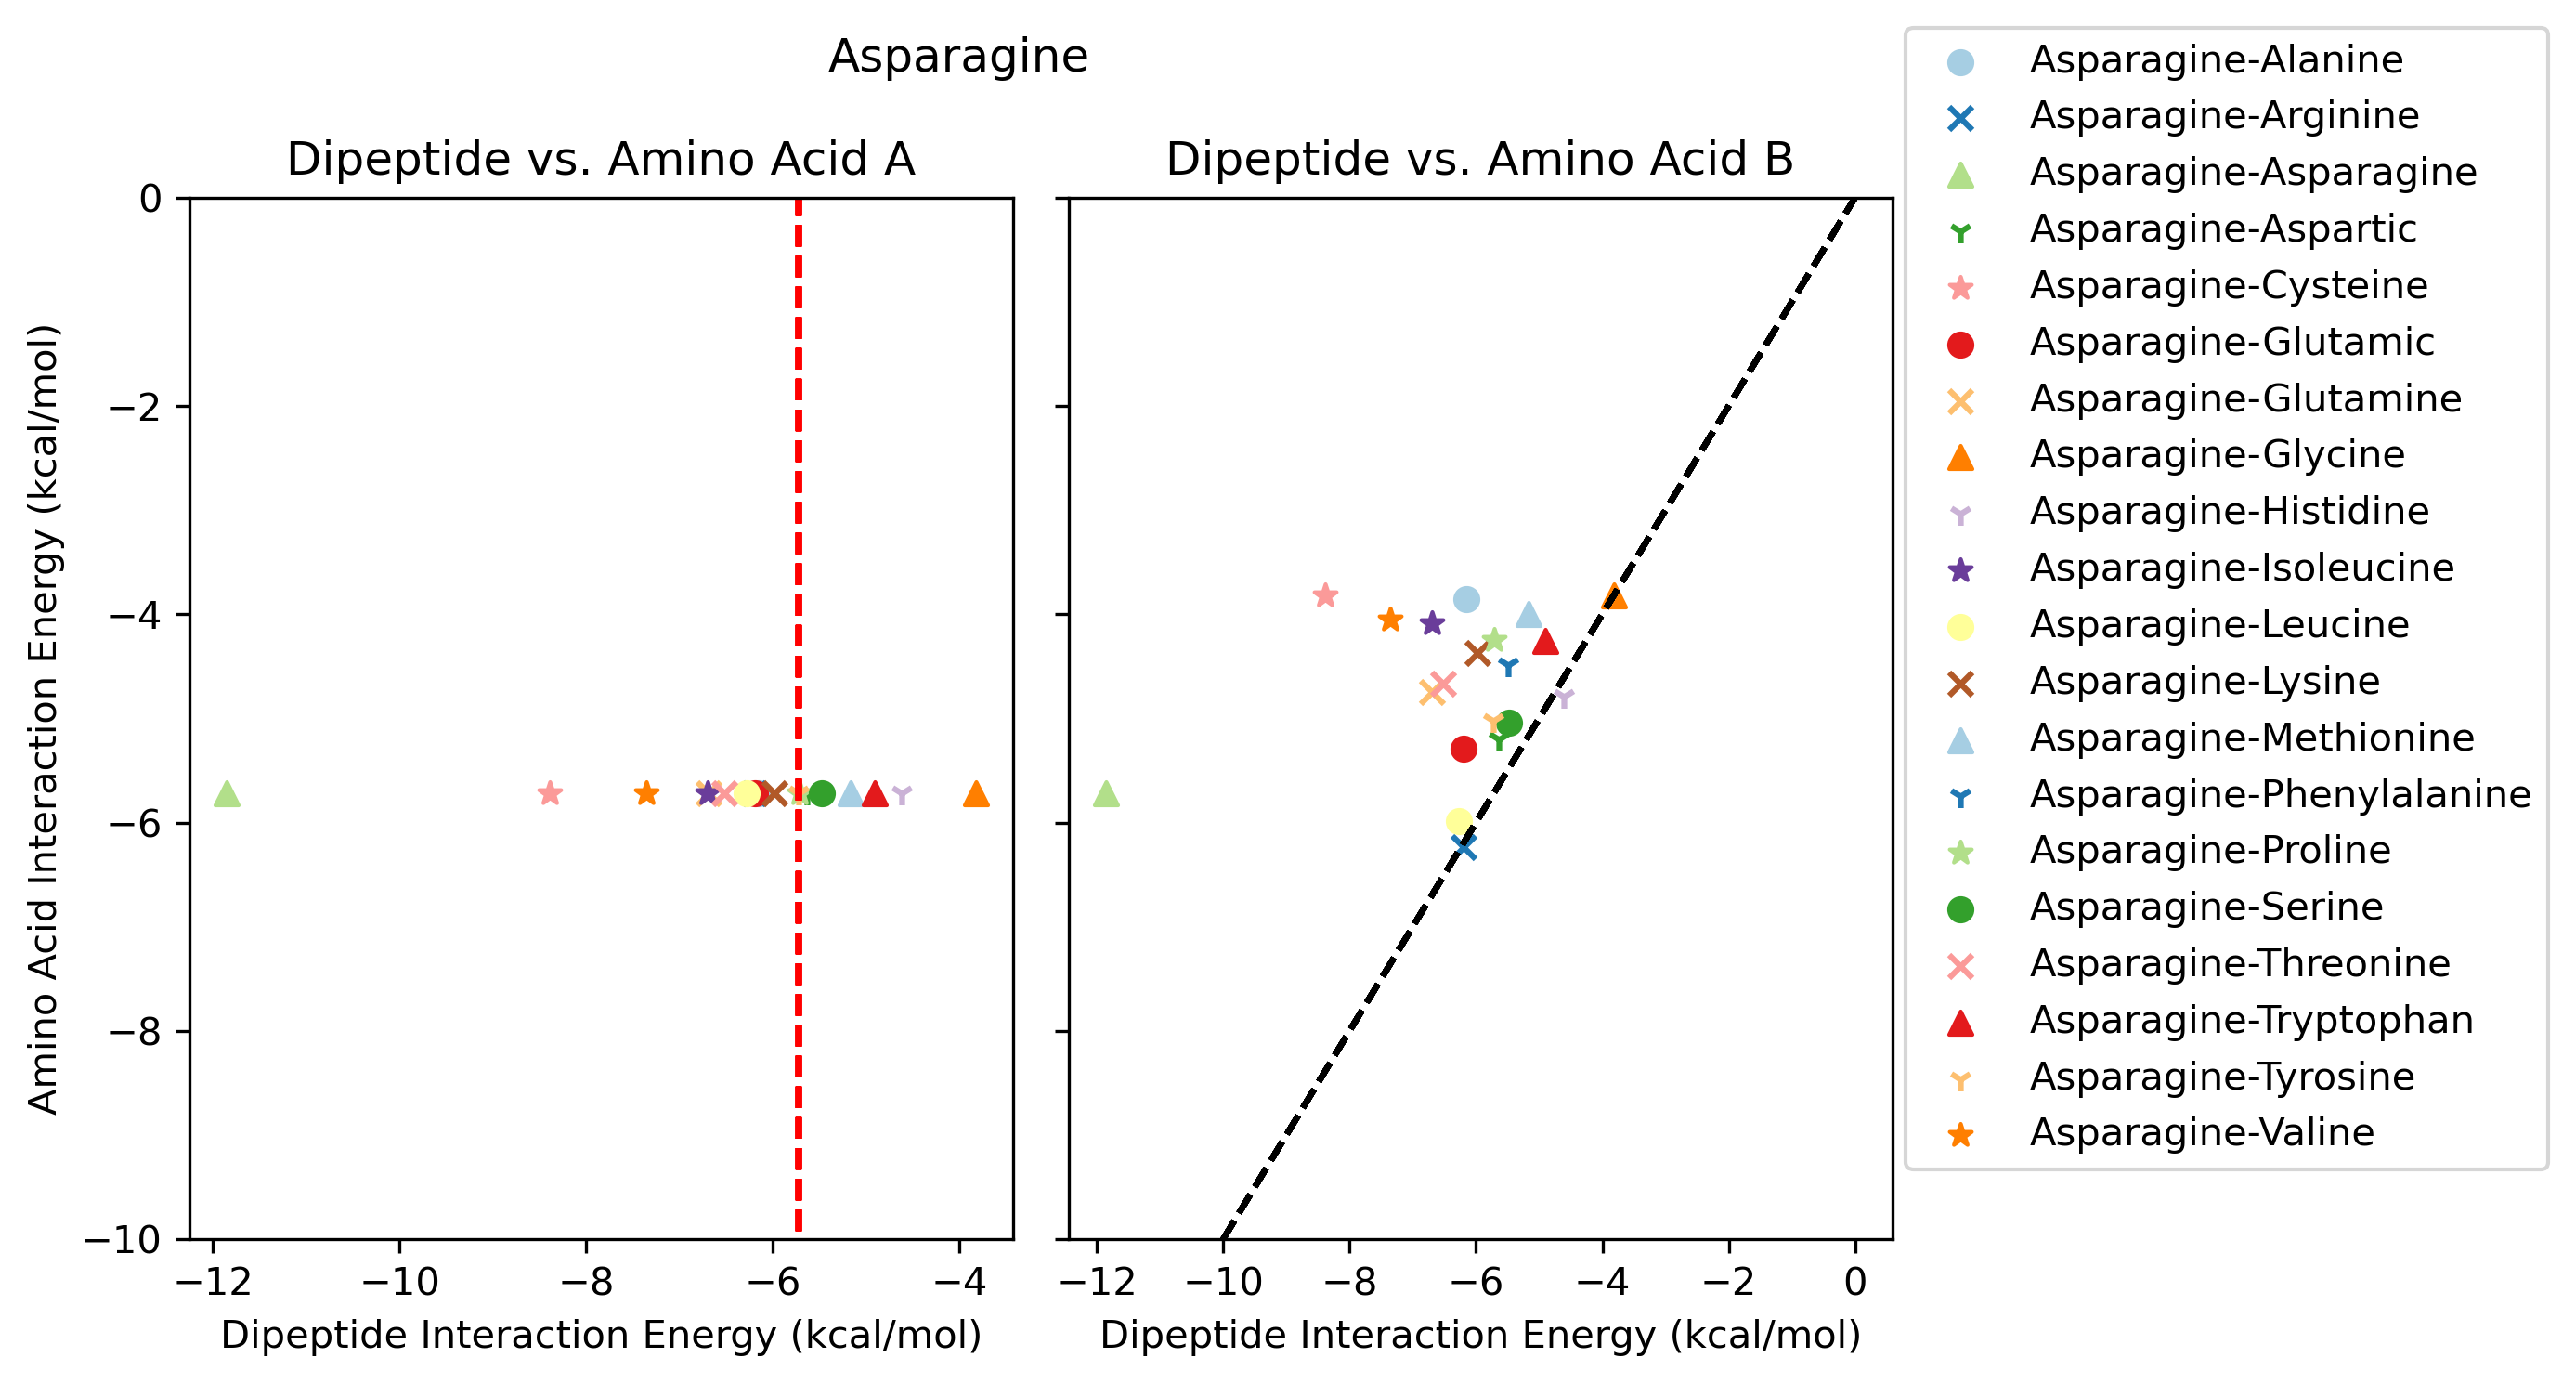 Asparagine
Dipeptide vs. Amino Acid A
Dipeptide vs. Amino Acid B
Amino Acid Interaction Energy (kcal/mol)
0
−2
−4
−6
−8
−10
−12 −10 −8 −6 −4
−12 −10 −8 −6 −4 −2 0
Dipeptide Interaction Energy (kcal/mol)
Dipeptide Interaction Energy (kcal/mol)
Asparagine-Alanine
Asparagine-Arginine
Asparagine-Asparagine
Asparagine-Aspartic
Asparagine-Cysteine
Asparagine-Glutamic
Asparagine-Glutamine
Asparagine-Glycine
Asparagine-Histidine
Asparagine-Isoleucine
Asparagine-Leucine
Asparagine-Lysine
Asparagine-Methionine
Asparagine-Phenylalanine
Asparagine-Proline
Asparagine-Serine
Asparagine-Threonine
Asparagine-Tryptophan
Asparagine-Tyrosine
Asparagine-Valine